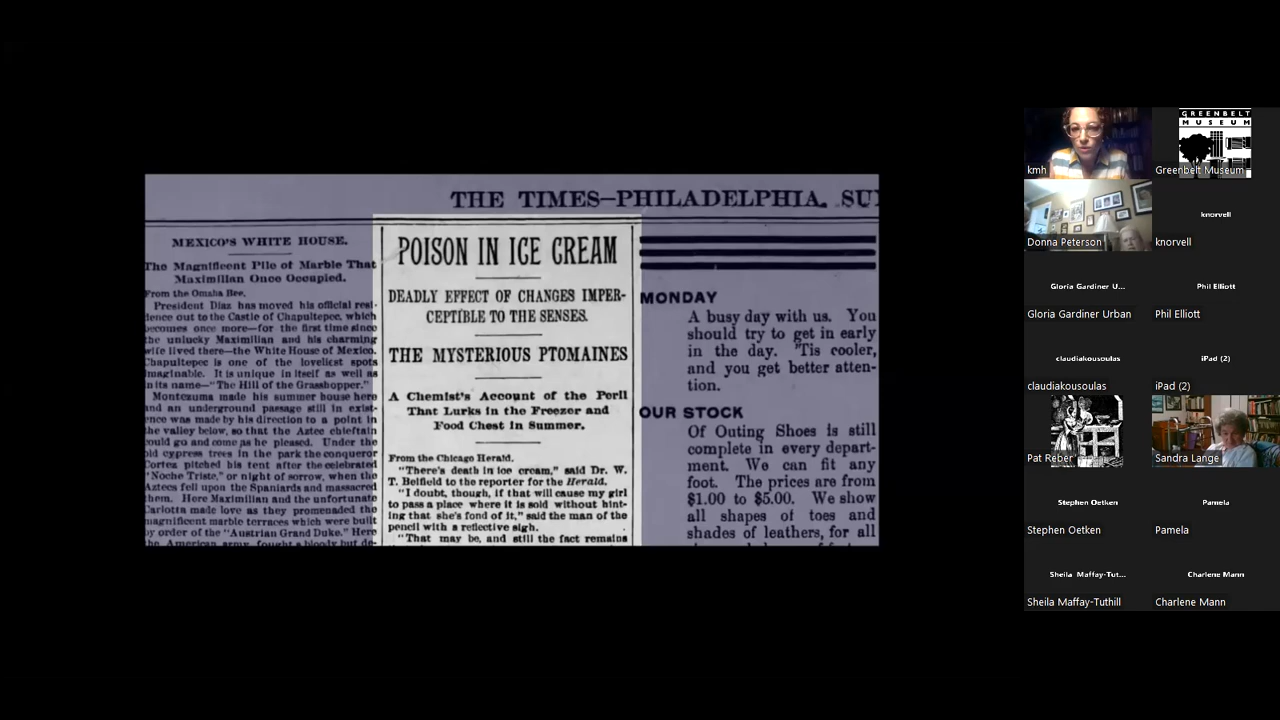 THE TIMES—PHILADELPHIA, SU
MEXICO'S WHITE HOUSE.
The Magnificent Pile of Marble That
Maximilian Once Occupied.
From the Omaha Bee.
President Diaz has moved his official resi-
dence out to the Castle of Chapultepec, which
becomes once more—for the first time since
the unlucky Maximilian and his charming
wife lived there—the White House of Mexico.
Chapultepec is one of the loveliest spots
imaginable. It is unique in itself as well as
in its name—"The Hill of the Grasshopper."
Montezuma made his summer house here
and an underground passage still in exist-
ence was made by his direction to a point in
the valley below, so that the Aztec chieftain
could go and come as he pleased. Under the
old cypress trees in the park the conqueror
Cortez pitched his tent after the celebrated
"Noche Triste," or night of sorrow, when the
Aztecs fell upon the Spaniards and massacred
them. Here Maximilian and the unfortunate
Carlotta made love as they promenaded the
magnificent marble terraces which were built
by order of the "Austrian Grand Duke." Here
the American army fought a bloody but de-
POISON IN ICE CREAM
DEADLY EFFECT OF CHANGES IMPER-
CEPTIBLE TO THE SENSES.
THE MYSTERIOUS PTOMAINES
A Chemist's Account of the Peril
That Lurks in the Freezer and
Food Chest in Summer.
From the Chicago Herald.
"There's death in ice cream," said Dr. W.
T. Belfield to the reporter for the Herald.
"I doubt, though, if that will cause my girl
to pass a place where it is sold without hint-
ing that she's fond of it," said the man of the
pencil with a reflective sigh.
"That may be, and still the fact remains
MONDAY
A busy day with us. You
should try to get in early
in the day. 'Tis cooler,
and you get better atten-
tion.
OUR STOCK
Of Outing Shoes is still
complete in every depart-
ment. We can fit any
foot. The prices are from
$1.00 to $5.00. We show
all shapes of toes and
shades of leathers, for all
kmh
GREENBELT
MUSEUM
Greenbelt Museum
Donna Peterson
knorvell
knorvell
Gloria Gardiner U...
Gloria Gardiner Urban
Phil Elliott
Phil Elliott
claudiakousoulas
claudiakousoulas
iPad (2)
iPad (2)
Pat Reber
Sandra Lange
Stephen Oetken
Stephen Oetken
Pamela
Pamela
Sheila Maffay-Tut...
Sheila Maffay-Tuthill
Charlene Mann
Charlene Mann